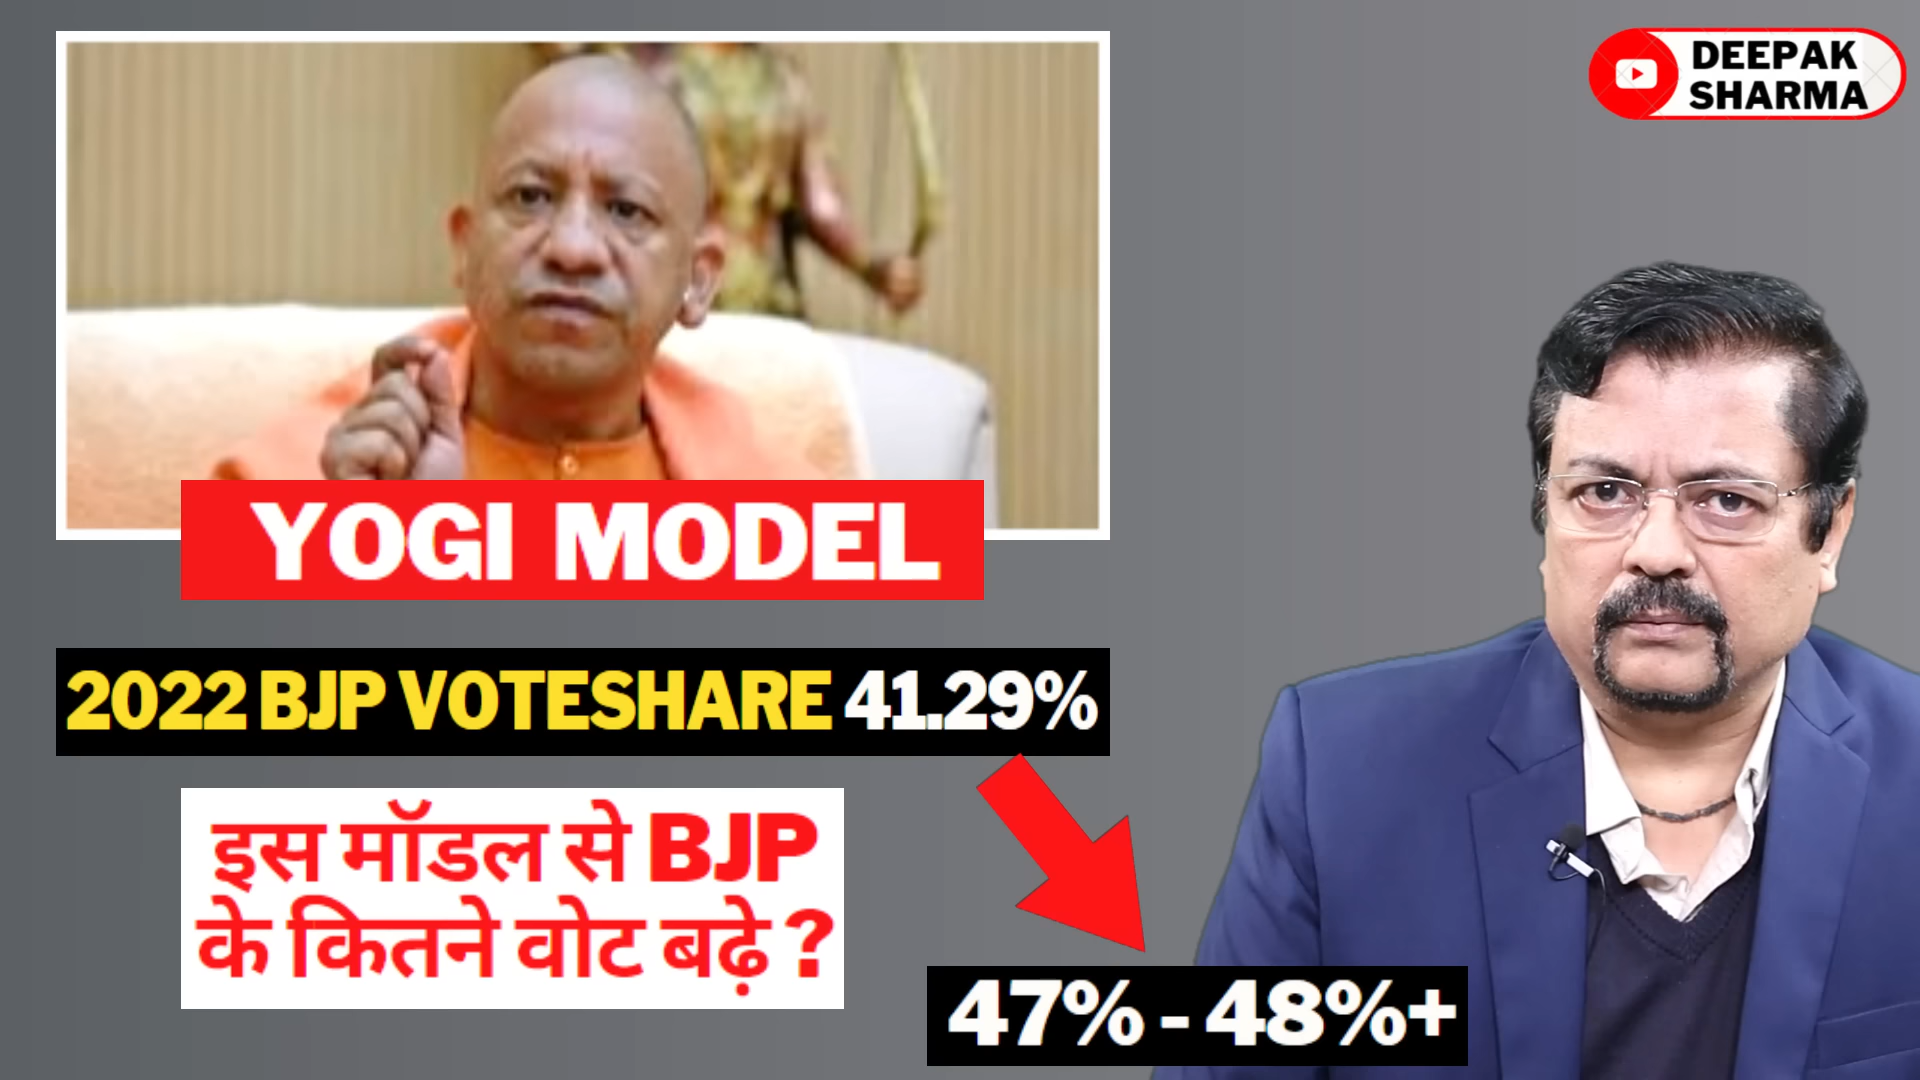 DEEPAK
SHARMA
YOGI MODEL
2022 BJP VOTESHARE 41.29%
इस मॉडल से BJP
के कितने वोट बढ़े ?
47% - 48%+